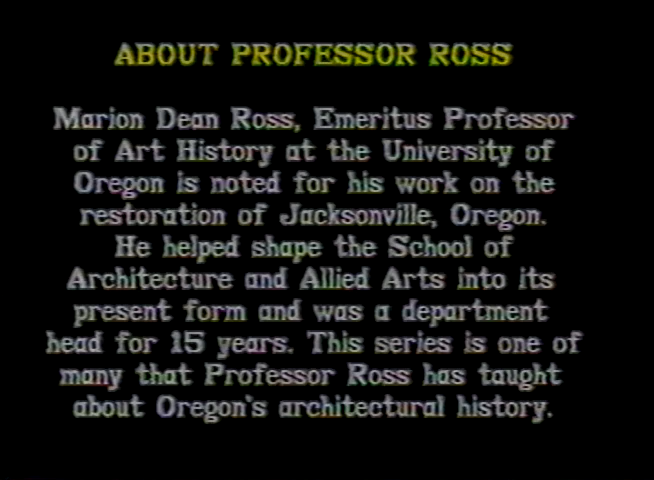 ABOUT PROFESSOR ROSS
Marion Dean Ross, Emeritus Professor
of Art History at the University of
Oregon is noted for his work on the
restoration of Jacksonville, Oregon.
He helped shape the School of
Architecture and Allied Arts into its
present form and was a department
head for 15 years. This series is one of
many that Professor Ross has taught
about Oregon's architectural history.